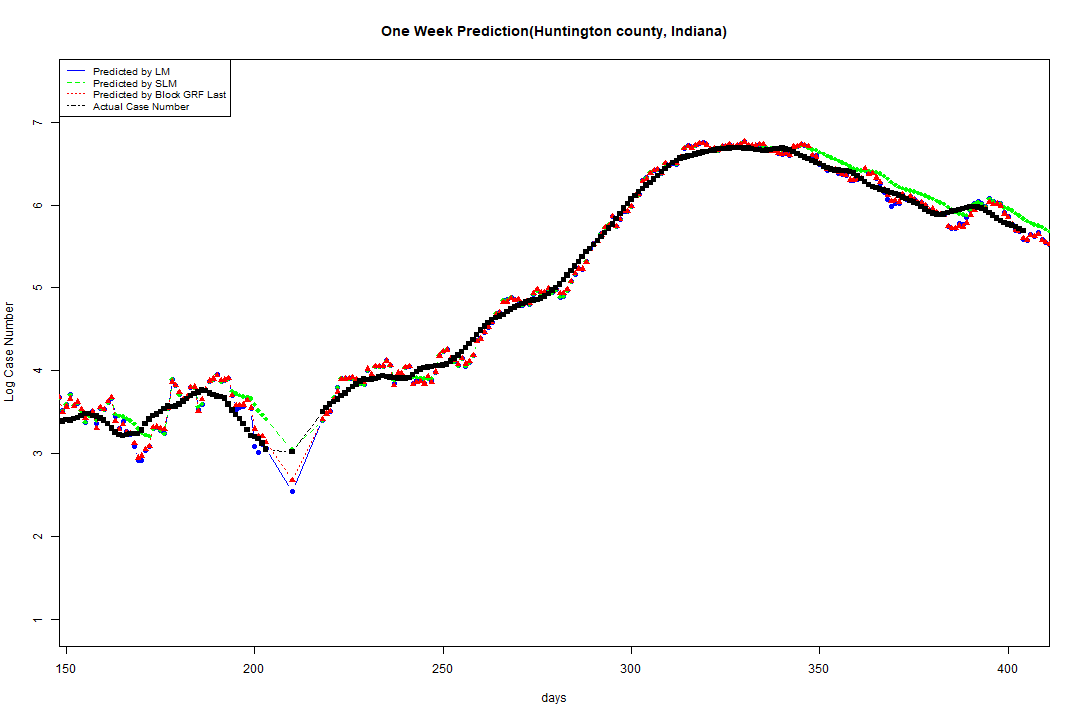 One Week Prediction(Huntington county, Indiana)
Predicted by LM
Predicted by SLM
Predicted by Block GRF Last
Actual Case Number
7
6
5
4
3
2
1
Log Case Number
150 200 250 300 350 400
days